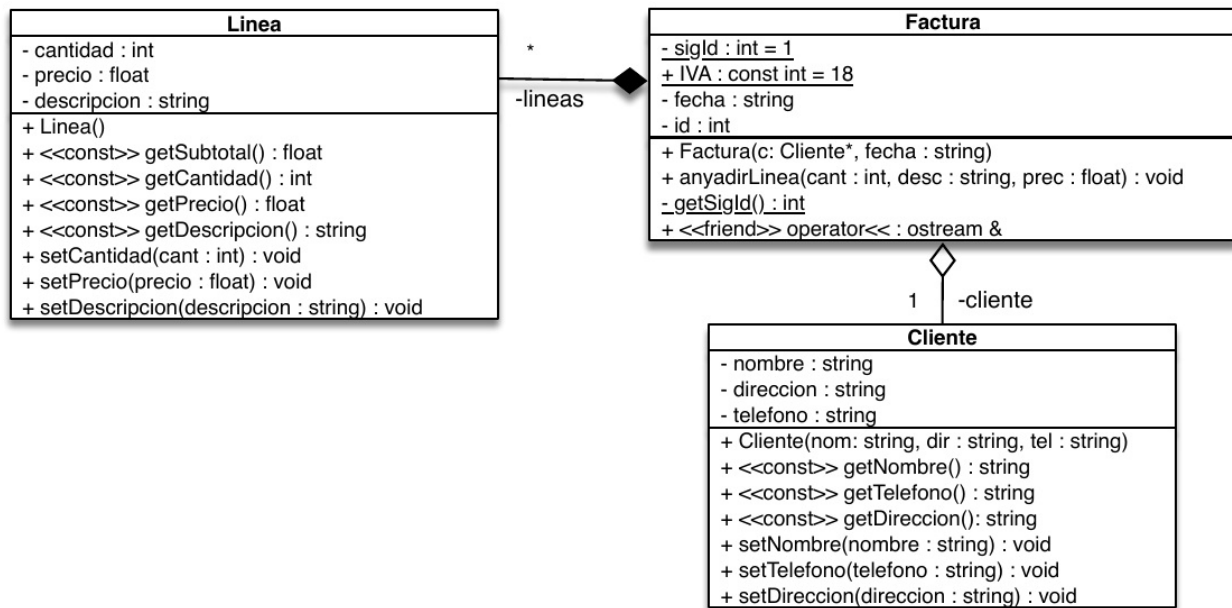 Linea
- cantidad : int
- precio : float
- descripcion : string
+ Linea()
+ <<const>> getSubtotal() : float
+ <<const>> getCantidad() : int
+ <<const>> getPrecio() : float
+ <<const>> getDescripcion() : string
+ setCantidad(cant : int) : void
+ setPrecio(precio : float) : void
+ setDescripcion(descripcion : string) : void
*
-lineas
Factura
- sigId : int = 1
+ IVA : const int = 18
- fecha : string
- id : int
+ Factura(c: Cliente*, fecha : string)
+ anyadirLinea(cant : int, desc : string, prec : float) : void
- getSigId() : int
+ <<friend>> operator<< : ostream &
1
-cliente
Cliente
- nombre : string
- direccion : string
- telefono : string
+ Cliente(nom: string, dir : string, tel : string)
+ <<const>> getNombre() : string
+ <<const>> getTelefono() : string
+ <<const>> getDireccion(): string
+ setNombre(nombre : string) : void
+ setTelefono(telefono : string) : void
+ setDireccion(direccion : string) : void